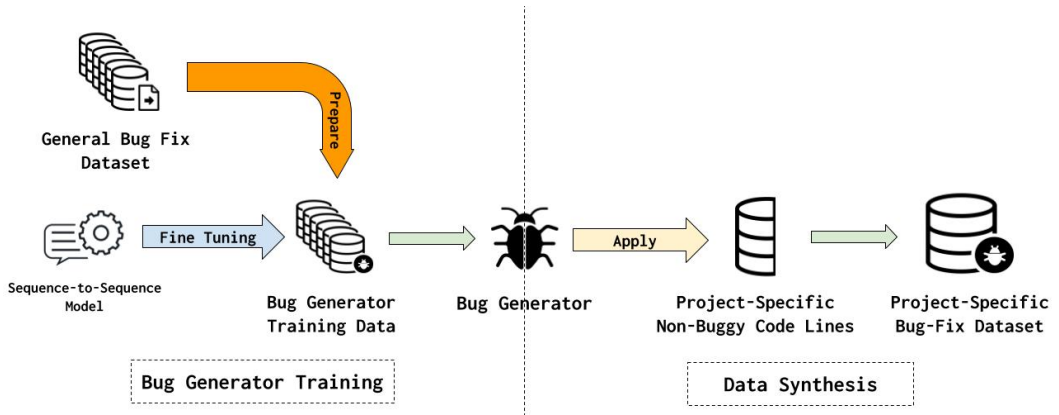 General Bug Fix
Dataset
Prepare
Sequence-to-Sequence
Model
Fine Tuning
Bug Generator
Training Data
Bug Generator
Apply
Project-Specific
Non-Buggy Code Lines
Project-Specific
Bug-Fix Dataset
Bug Generator Training
Data Synthesis